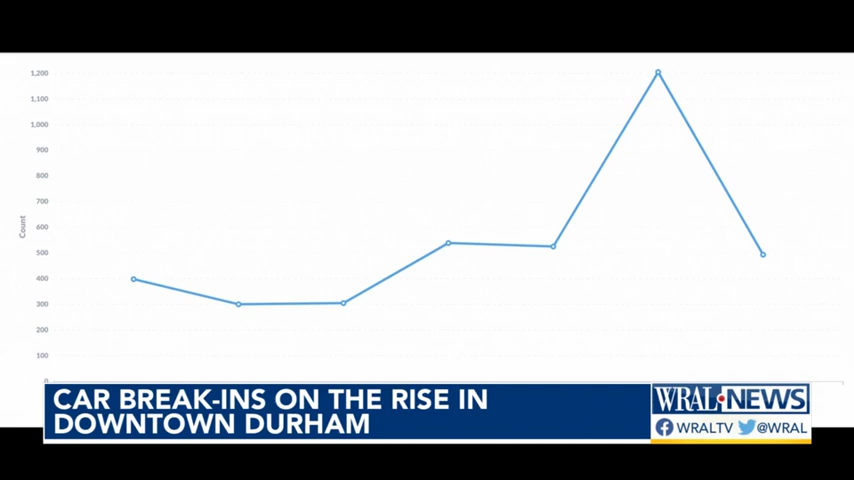 1,200
1,100
1,000
900
800
700
600
500
400
300
200
100
0
Count
CAR BREAK-INS ON THE RISE IN
DOWNTOWN DURHAM
WRAL NEWS
WRALTV @WRAL